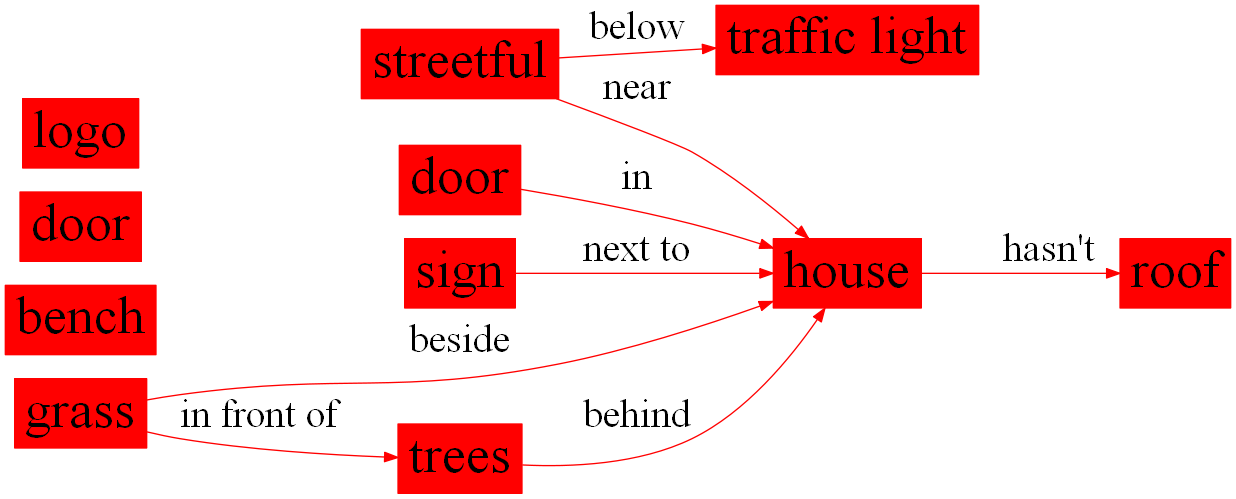 streetful
below
traffic light
near
logo
door
in
door
sign
next to
house
hasn't
roof
bench
beside
grass
in front of
behind
trees